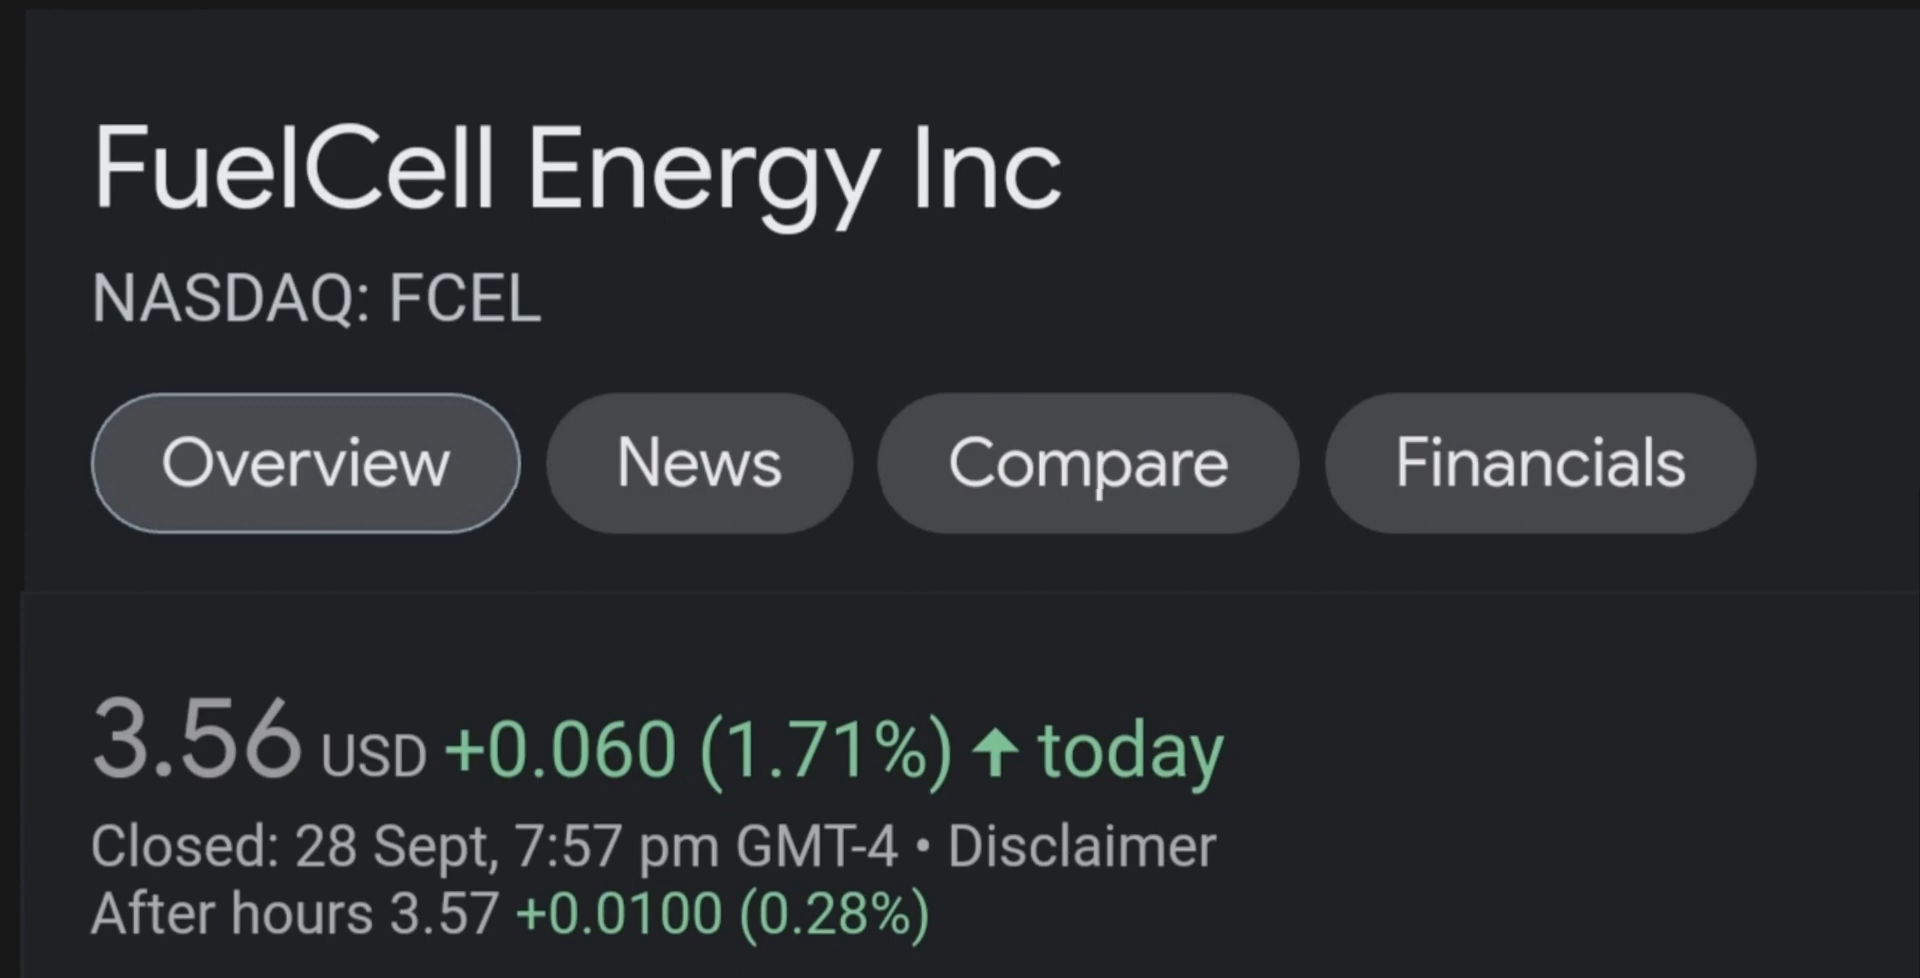 FuelCell Energy Inc
NASDAQ: FCEL
Overview News Compare Financials
3.56 USD +0.060 (1.71%) ↑ today
Closed: 28 Sept, 7:57 pm GMT-4 • Disclaimer
After hours 3.57 +0.0100 (0.28%)